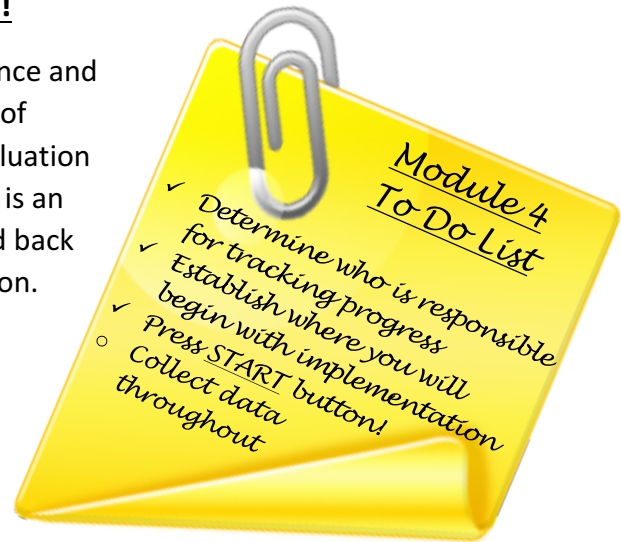 !
nce and
of
luation
is an
d back
on.
Module 4
To Do List
✓ Determine who is responsible
for tracking progress
✓ Establish where you will
begin with implementation
✓ Press START button!
○ Collect data
throughout